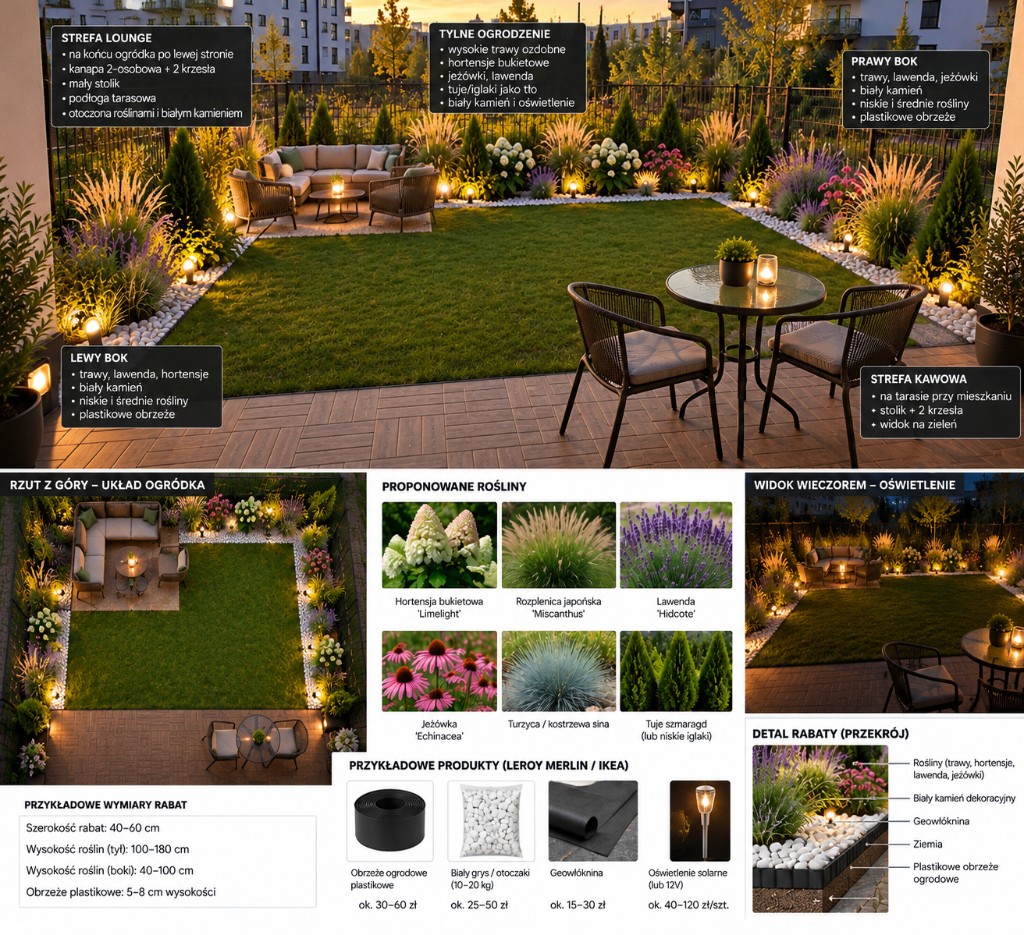 STREFA LOUNGE
• na końcu ogródka po lewej stronie
• kanapa 2-osobowa + 2 krzesła
• mały stolik
• podłoga tarasowa
• otoczona roślinami i białym kamieniem
TYLNE OGRODZENIE
• wysokie trawy ozdobne
• hortensje bukietowe
• jeżówki, lawenda
• tuje/iglaki jako tło
• biały kamień i oświetlenie
PRAWY BOK
• trawy, lawenda, jeżówki
• biały kamień
• niskie i średnie rośliny
• plastikowe obrzeże
LEWY BOK
• trawy, lawenda, hortensje
• biały kamień
• niskie i średnie rośliny
• plastikowe obrzeże
STREFA KAWOWA
• na tarasie przy mieszkaniu
• stolik + 2 krzesła
• widok na zieleń
RZUT Z GÓRY – UKŁAD OGRÓDKA
PROPONOWANE ROŚLINY
Hortensja bukietowa
'Limelight'
Rozplenica japońska
'Miscanthus'
Lawenda
'Hidcote'
Jeżówka
'Echinacea'
Turzyca / kostrzewa sina
Tuje szmaragd
(lub niskie iglaki)
WIDOK WIECZOREM – OŚWIETLENIE
PRZYKŁADOWE WYMIARY RABAT
Szerokość rabat: 40–60 cm
Wysokość roślin (tył): 100–180 cm
Wysokość roślin (boki): 40–100 cm
Obrzeże plastikowe: 5–8 cm wysokości
PRZYKŁADOWE PRODUKTY (LEROY MERLIN / IKEA)
Obrzeże ogrodowe
plastikowe
ok. 30–60 zł
Biały grys / otoczaki
(10–20 kg)
ok. 25–50 zł
Geowłóknina
ok. 15–30 zł
Oświetlenie solarne
(lub 12V)
ok. 40–120 zł/szt.
DETAL RABATY (PRZEKRÓJ)
Rośliny (trawy, hortensje,
lawenda, jeżówki)
Biały kamień dekoracyjny
Geowłóknina
Ziemia
Plastikowe obrzeże
ogrodowe